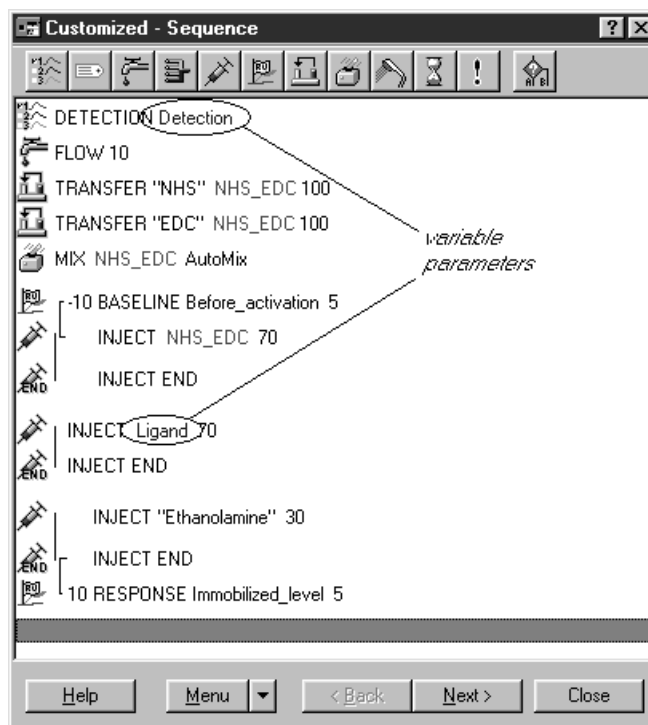 Customized - Sequence
DETECTION Detection
FLOW 10
TRANSFER "NHS" NHS_EDC 100
TRANSFER "EDC" NHS_EDC 100
variable
parameters
MIX NHS_EDC AutoMix
-10 BASELINE Before_activation 5
INJECT NHS_EDC 70
INJECT END
INJECT Ligand 70
INJECT END
INJECT "Ethanolamine" 30
INJECT END
10 RESPONSE Immobilized_level 5
Help Menu < Back Next > Close